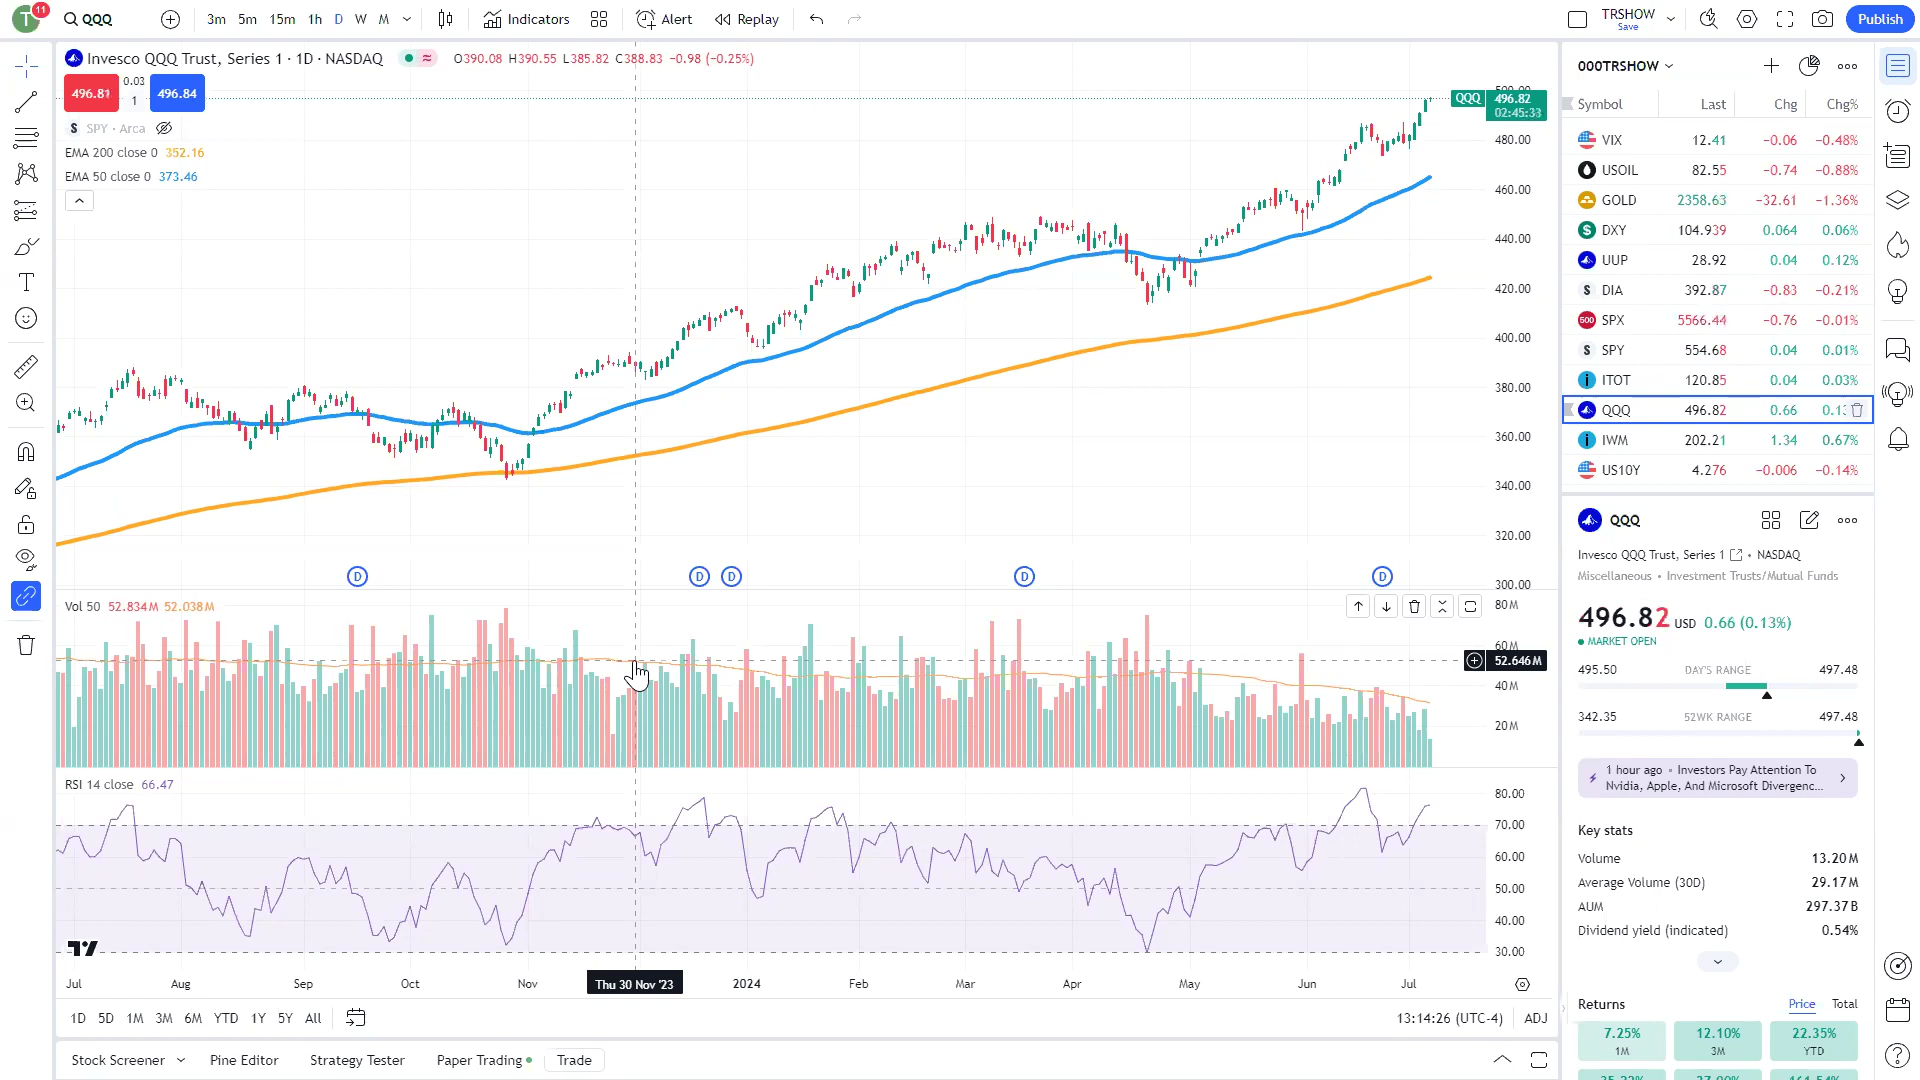 T 11 QQQ 3m 5m 15m 1h D W M Indicators Alert Replay TRSHOW Save Publish
Invesco QQQ Trust, Series 1 · 1D · NASDAQ O390.08 H390.55 L385.82 C388.83 −0.98 (−0.25%)
496.81 0.03 1 496.84
S SPY · Arca
EMA 200 close 0 352.16
EMA 50 close 0 373.46
500.00
QQQ 496.82
02:45:33
480.00
460.00
440.00
420.00
400.00
380.00
360.00
340.00
320.00
300.00
D D D D D
Vol 50 52.834M 52.038M
80M
60M
52.646M
40M
20M
RSI 14 close 66.47
80.00
70.00
60.00
50.00
40.00
30.00
Jul Aug Sep Oct Nov Thu 30 Nov '23 2024 Feb Mar Apr May Jun Jul
1D 5D 1M 3M 6M YTD 1Y 5Y All 13:14:26 (UTC-4) ADJ
Stock Screener Pine Editor Strategy Tester Paper Trading Trade
000TRSHOW
Symbol Last Chg Chg%
VIX 12.41 −0.06 −0.48%
USOIL 82.55 −0.74 −0.88%
GOLD 2358.63 −32.61 −1.36%
$ DXY 104.939 0.064 0.06%
UUP 28.92 0.04 0.12%
S DIA 392.87 −0.83 −0.21%
500 SPX 5566.44 −0.76 −0.01%
S SPY 554.68 0.04 0.01%
i ITOT 120.85 0.04 0.03%
QQQ 496.82 0.66
i IWM 202.21 1.34 0.67%
US10Y 4.276 −0.006 −0.14%
QQQ
Invesco QQQ Trust, Series 1 • NASDAQ
Miscellaneous • Investment Trusts/Mutual Funds
496.82 USD 0.66 (0.13%)
MARKET OPEN
495.50 DAY'S RANGE 497.48
342.35 52WK RANGE 497.48
1 hour ago • Investors Pay Attention To
Nvidia, Apple, And Microsoft Divergenc...
Key stats
Volume 13.20M
Average Volume (30D) 29.17M
AUM 297.37B
Dividend yield (indicated) 0.54%
Returns Price Total
7.25% 12.10% 22.35%
1M 3M YTD